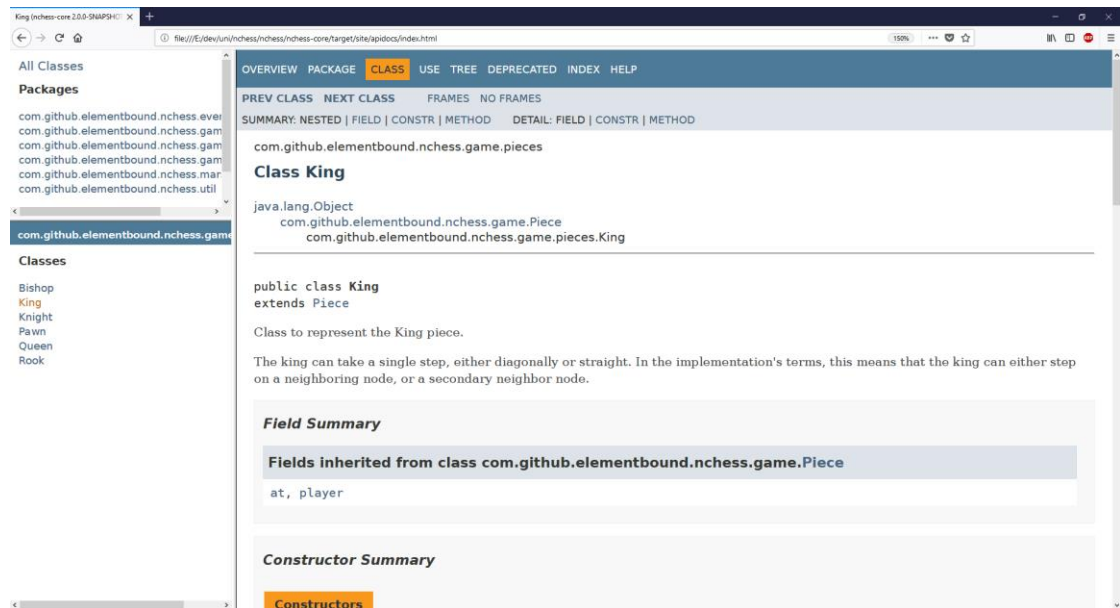 King (nchess-core 2.0.0-SNAPSHOT
file:///E:/dev/uni/nchess/nchess/nchess-core/target/site/apidocs/index.html
150%
All Classes
Packages
com.github.elementbound.nchess.even
com.github.elementbound.nchess.gam
com.github.elementbound.nchess.gam
com.github.elementbound.nchess.gam
com.github.elementbound.nchess.mar
com.github.elementbound.nchess.util
com.github.elementbound.nchess.game
Classes
Bishop
King
Knight
Pawn
Queen
Rook
OVERVIEW PACKAGE CLASS USE TREE DEPRECATED INDEX HELP
PREV CLASS NEXT CLASS FRAMES NO FRAMES
SUMMARY: NESTED | FIELD | CONSTR | METHOD DETAIL: FIELD | CONSTR | METHOD
com.github.elementbound.nchess.game.pieces
Class King
java.lang.Object
com.github.elementbound.nchess.game.Piece
com.github.elementbound.nchess.game.pieces.King
public class King
extends Piece
Class to represent the King piece.
The king can take a single step, either diagonally or straight. In the implementation's terms, this means that the king can either step
on a neighboring node, or a secondary neighbor node.
Field Summary
Fields inherited from class com.github.elementbound.nchess.game.Piece
at, player
Constructor Summary
Constructors